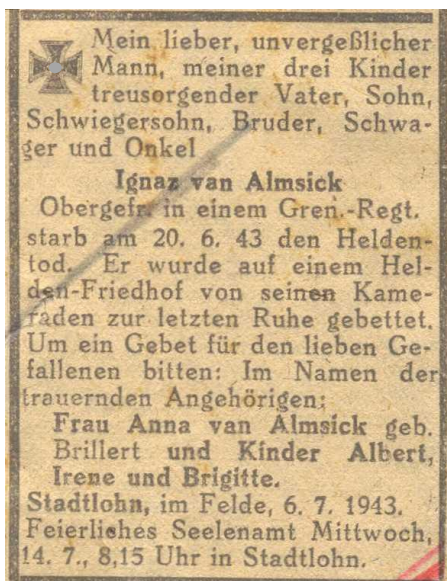 Mein lieber, unvergeßlicher
Mann, meiner drei Kinder
treusorgender Vater, Sohn,
Schwiegersohn, Bruder, Schwa-
ger und Onkel
Ignaz van Almsick
Obergefr. in einem Gren.-Regt.
starb am 20. 6. 43 den Helden-
tod. Er wurde auf einem Hel-
den-Friedhof von seinen Kame-
raden zur letzten Ruhe gebettet.
Um ein Gebet für den lieben Ge-
fallenen bitten: Im Namen der
trauernden Angehörigen:
Frau Anna van Almsick geb.
Brillert und Kinder Albert,
Irene und Brigitte.
Stadtlohn, im Felde, 6. 7. 1943.
Feierliches Seelenamt Mittwoch,
14. 7., 8,15 Uhr in Stadtlohn.